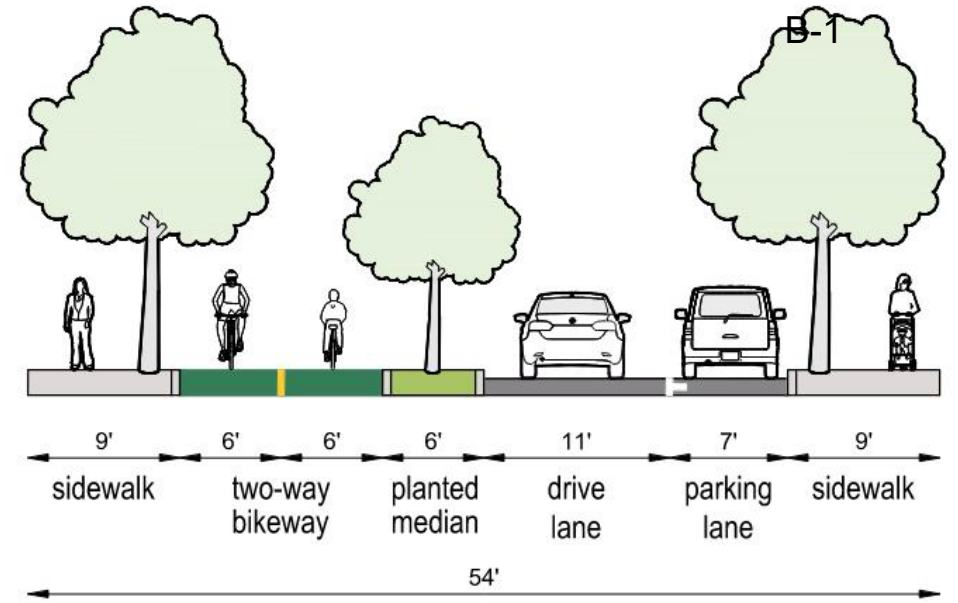 B-1
9' 6' 6' 6' 11' 7' 9'
sidewalk two-way planted drive parking sidewalk
bikeway median lane lane
54'